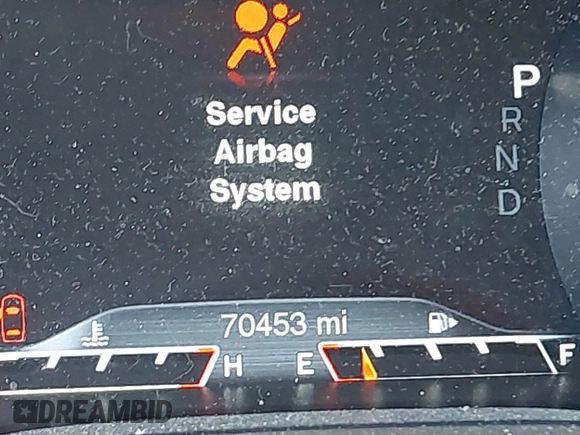 Service
Airbag
System
P
R
N
D
70453 mi
H E F
DREAMBID